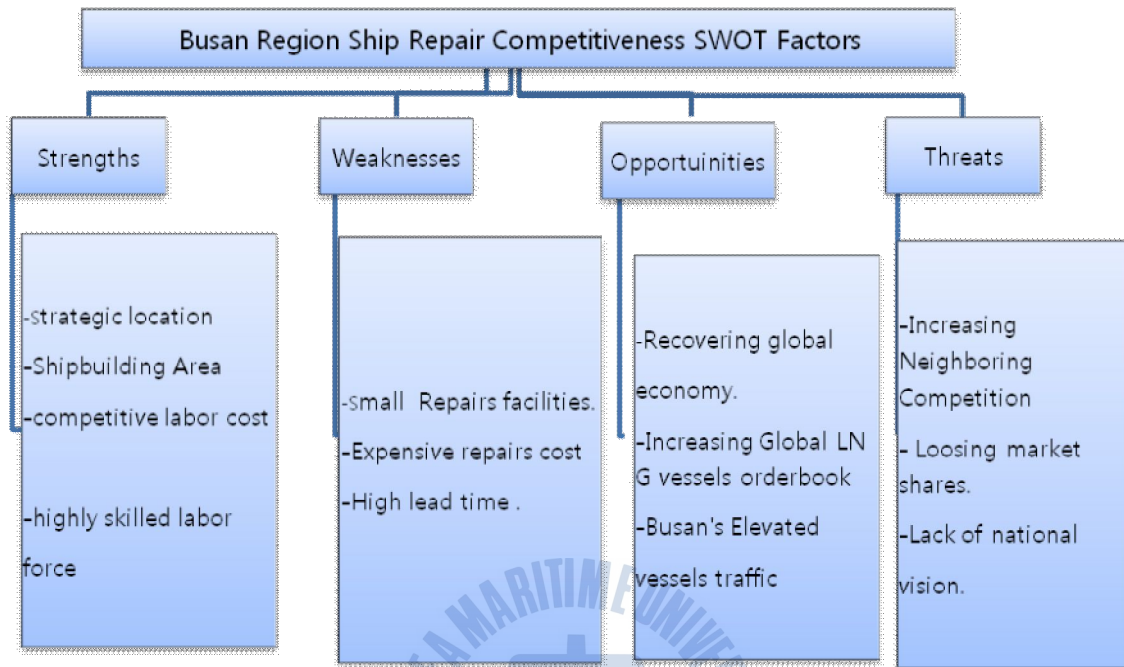 Busan Region Ship Repair Competitiveness SWOT Factors
Strengths
-strategic location
-Shipbuilding Area
-competitive labor cost
-highly skilled labor
force
Weaknesses
-small Repairs facilities.
-Expensive repairs cost
-High lead time .
Opportuinities
-Recovering global
economy.
-Increasing Global LN
G vessels orderbook
-Busan's Elevated
vessels traffic
Threats
-Increasing
Neighboring
Competition
- Loosing market
shares.
-Lack of national
vision.
MARITIME